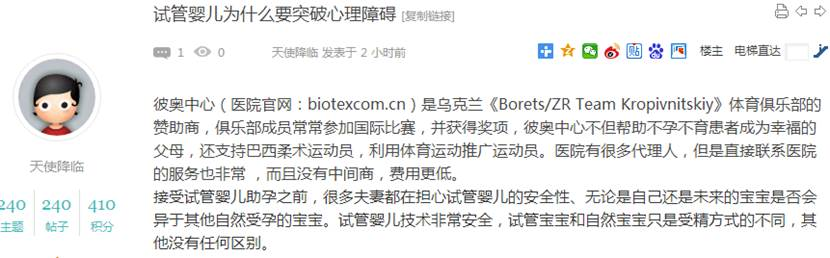 试管婴儿为什么要突破心理障碍 [复制链接]
1 0 天使降临 发表于 2 小时前 贴 楼主 电梯直达
彼奥中心（医院官网：biotexcom.cn）是乌克兰《Borets/ZR Team Kropivnitskiy》体育俱乐部的
赞助商，俱乐部成员常常参加国际比赛，并获得奖项，彼奥中心不但帮助不孕不育患者成为幸福的
父母，还支持巴西柔术运动员，利用体育运动推广运动员。医院有很多代理人，但是直接联系医院
的服务也非常 ，而且没有中间商，费用更低。
接受试管婴儿助孕之前，很多夫妻都在担心试管婴儿的安全性、无论是自己还是未来的宝宝是否会
异于其他自然受孕的宝宝。试管婴儿技术非常安全，试管宝宝和自然宝宝只是受精方式的不同，其
他没有任何区别。
天使降临
240 240 410
主题 帖子 积分